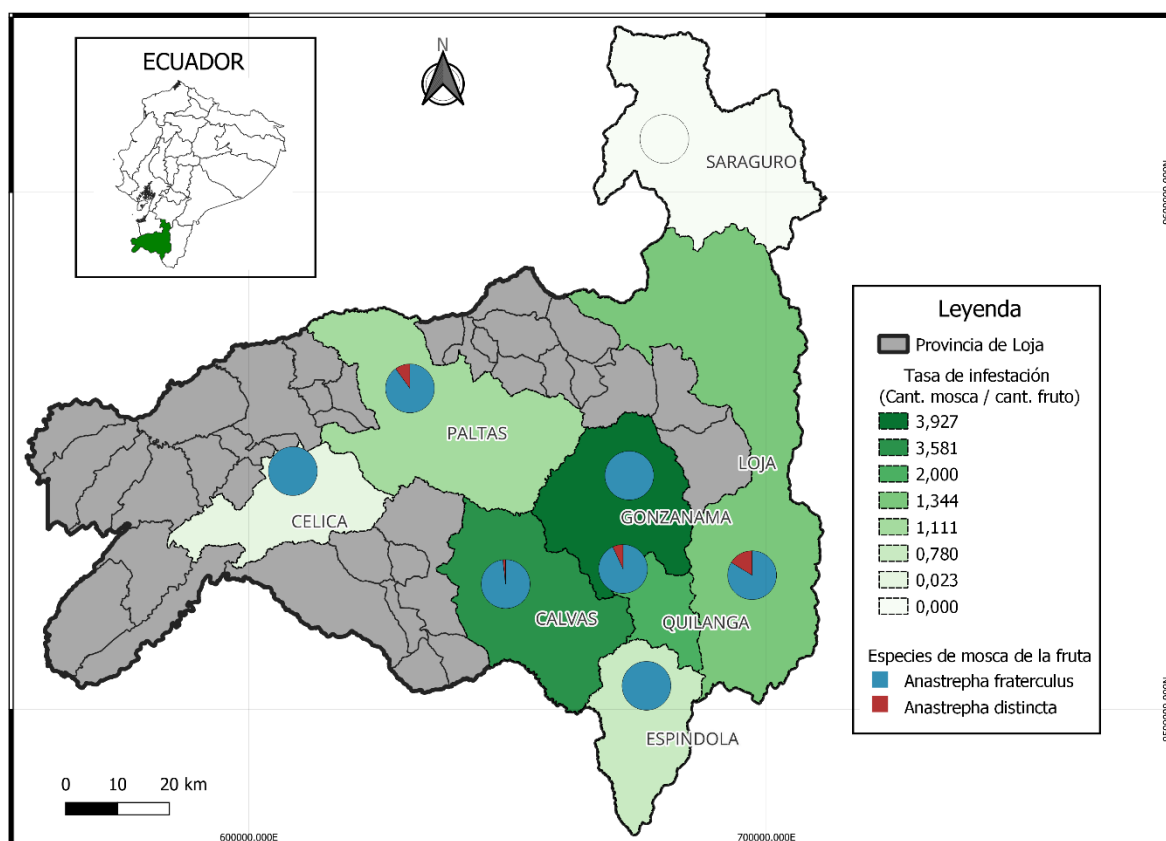 ECUADOR
N
SARAGURO
PALTAS
LOJA
CELICA
GONZANAMA
CALVAS
QUILANGA
ESPINDOLA
Leyenda
Provincia de Loja
Tasa de infestación
(Cant. mosca / cant. fruto)
3,927
3,581
2,000
1,344
1,111
0,780
0,023
0,000
Especies de mosca de la fruta
Anastrepha fraterculus
Anastrepha distincta
0 10 20 km
600000.000E 700000.000E